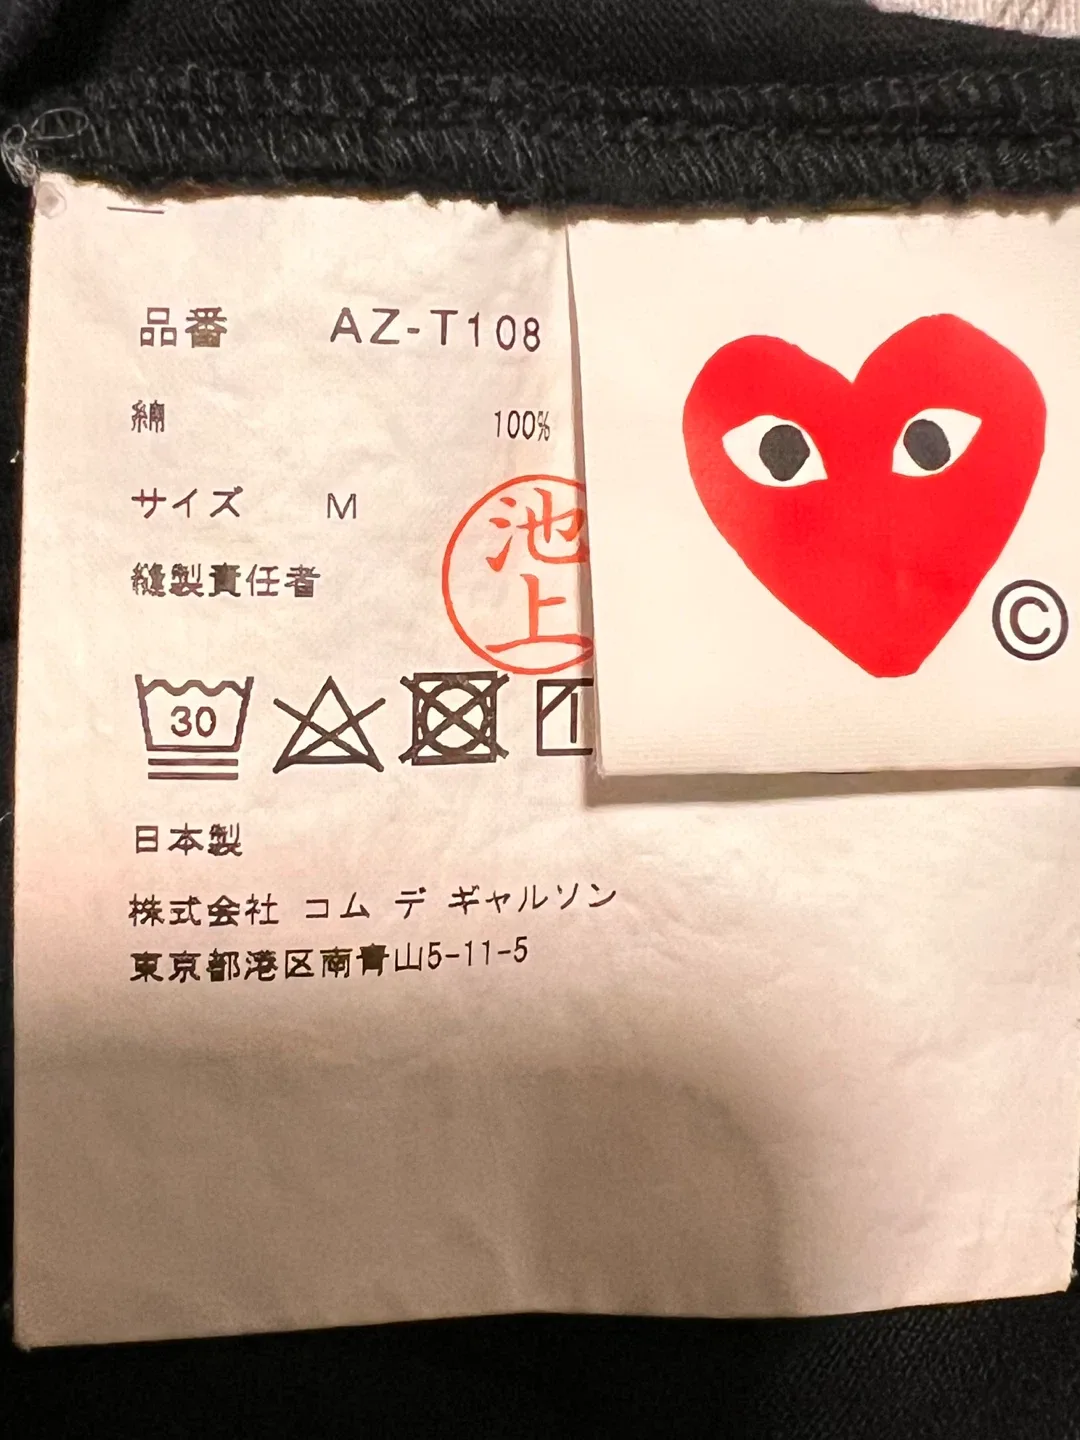 品番 AZ-T108
綿 100%
サイズ M
縫製責任者
池上
30
©
日本製
株式会社 コム デ ギャルソン
東京都港区南青山5-11-5